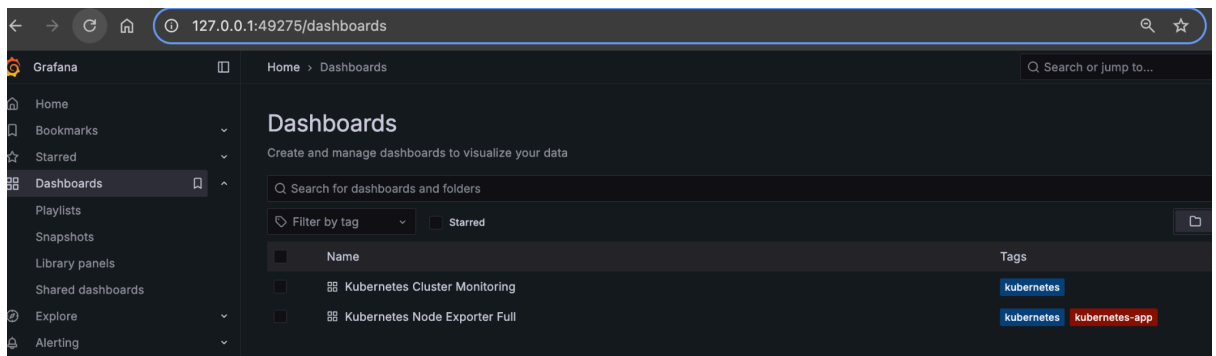 127.0.0.1:49275/dashboards
Grafana
Home › Dashboards
Search or jump to...
Home
Bookmarks
Starred
Dashboards
Playlists
Snapshots
Library panels
Shared dashboards
Explore
Alerting
Dashboards
Create and manage dashboards to visualize your data
Search for dashboards and folders
Filter by tag
Starred
Name Tags
Kubernetes Cluster Monitoring kubernetes
Kubernetes Node Exporter Full kubernetes kubernetes-app